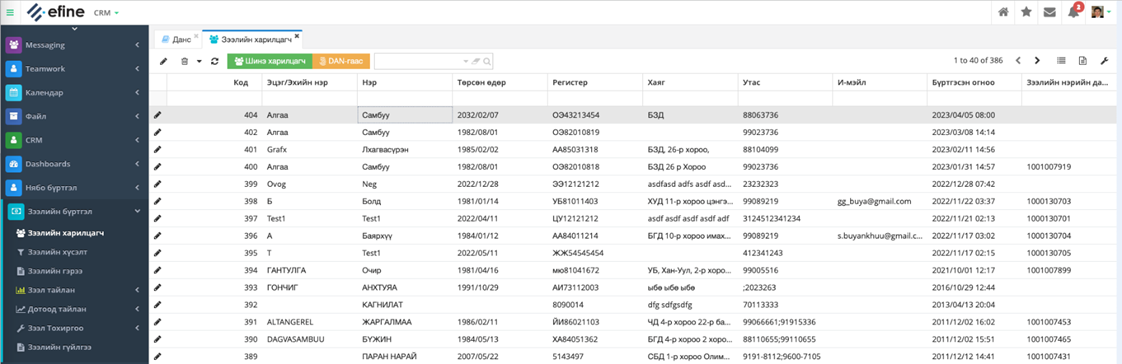 efine CRM 2
Messaging
Teamwork
Календар
Файл
CRM
Dashboards
Нябо бүртгэл
Зээлийн бүртгэл
Зээлийн харилцагч
Зээлийн хүсэлт
Зээлийн гэрээ
Зээл тайлан
Дотоод тайлан
Зээл Тохиргоо
Зээлийн гүйлгээ
Данс Зээлийн харилцагч
Шинэ харилцагч DAN-гаас 1 to 40 of 386
Код Эцэг/Эхийн нэр Нэр Төрсөн өдөр Регистер Хаяг Утас И-мэйл Бүртгэсэн огноо Зээлийн нэрийн да...
404 Алгаа Самбуу 2032/02/07 ОЭ43213454 БЗД 88063736 2023/04/05 08:00
402 Алгаа Самбуу 1982/08/01 ОЭ82010819 99023736 2023/03/08 14:14
401 Grafx Лхагвасүрэн 1985/02/02 АА85031318 БЗД, 26-р хороо, 88104099 2023/02/11 14:56
400 Алгаа Самбуу 1982/08/01 ОЭ82010818 БЗД 26 р Хороо 99023736 2023/01/31 14:57 1001007919
399 Ovog Neg 2022/12/28 ЭЭ12121212 asdfasd adfs asdf asd... 23232323 2022/12/28 07:42
398 Б Болд 1981/01/14 УБ81011403 ХУД 11-р хороо цэнгэ... 99089219 gg_buya@gmail.com 2022/11/22 03:37 1000130703
397 Test1 Test1 2022/04/11 ЦУ12121212 asdf asdf asdf asdf asdf 3124512341234 2022/11/21 02:13 1000130701
396 А Баярхүү 1984/01/12 АА84011214 БГД 10-р хороо имах... 99089219 s.buyankhuu@gmail.c... 2022/11/17 03:02 1000130704
395 Т Test1 2022/05/11 ЖЖ54545454 412341243 2022/11/17 02:15 1000130705
394 ГАНТУЛГА Очир 1981/04/16 мю81041672 УБ, Хан-Уул, 2-р хоро... 99005516 2021/10/01 12:17 1001007899
393 ГОНЧИГ АНХТУЯА 1991/10/29 АИ73112003 ыбө ыбө ыбө ;2023263 2016/10/29 12:44
392 КАГНИЛАТ 8090014 dfg sdfgsdfg 70113333 2013/04/13 20:04
391 ALTANGEREL ЖАРГАЛМАА 1986/02/11 РИ86021103 ЧД 4-р хороо 22-р ба... 99066661;91915336 2011/12/02 16:02 1001007453
390 DAGVASAMBUU БҮЖИН 1984/05/13 ХА84051362 БГД 4-р хороо 2 хоро... 88110655;99110655 2011/12/02 15:51 1001007465
389 ПАРАН НАРАЙ 2007/05/22 5143497 СБД 1-р хороо Олим... 9191-8112;9600-7105 2011/12/02 14:46 1001007431